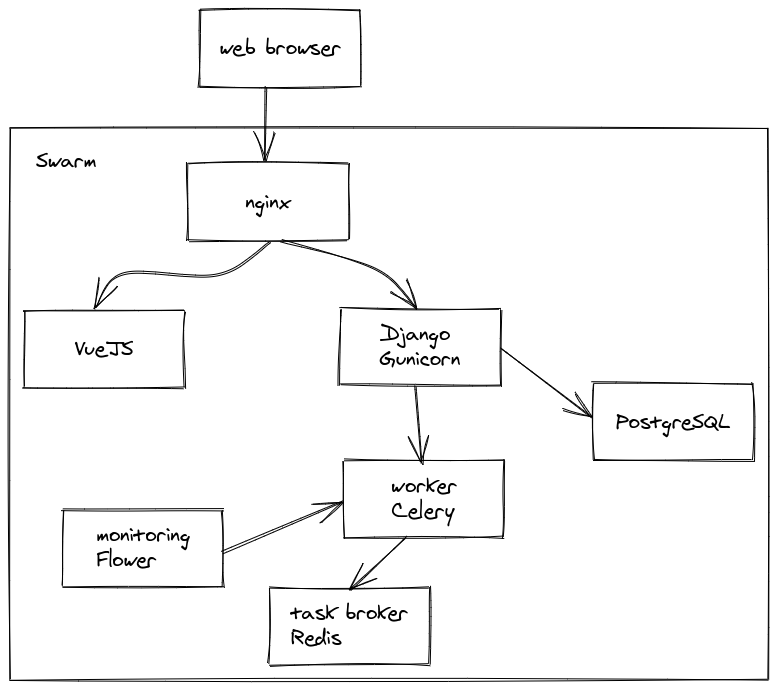 web browser
Swarm
nginx
VueJS
Django
Gunicorn
PostgreSQL
worker
Celery
monitoring
Flower
task broker
Redis